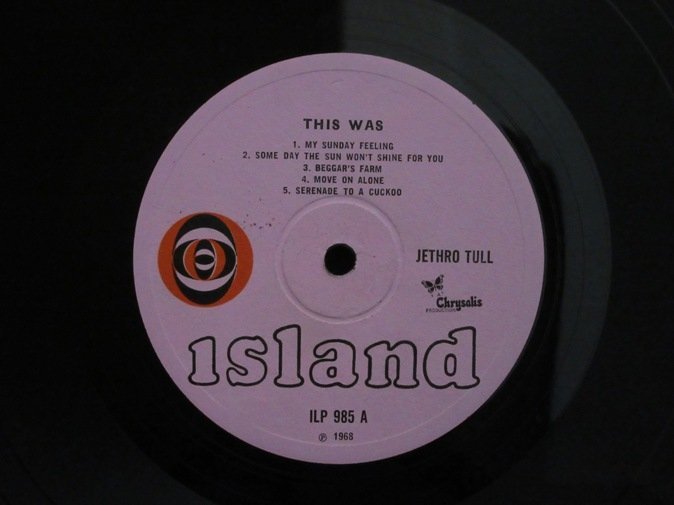 THIS WAS
1. MY SUNDAY FEELING
2. SOME DAY THE SUN WON'T SHINE FOR YOU
3. BEGGAR'S FARM
4. MOVE ON ALONE
5. SERENADE TO A CUCKOO
JETHRO TULL
Chrysalis
PRODUCTIONS
island
ILP 985 A
℗ 1968